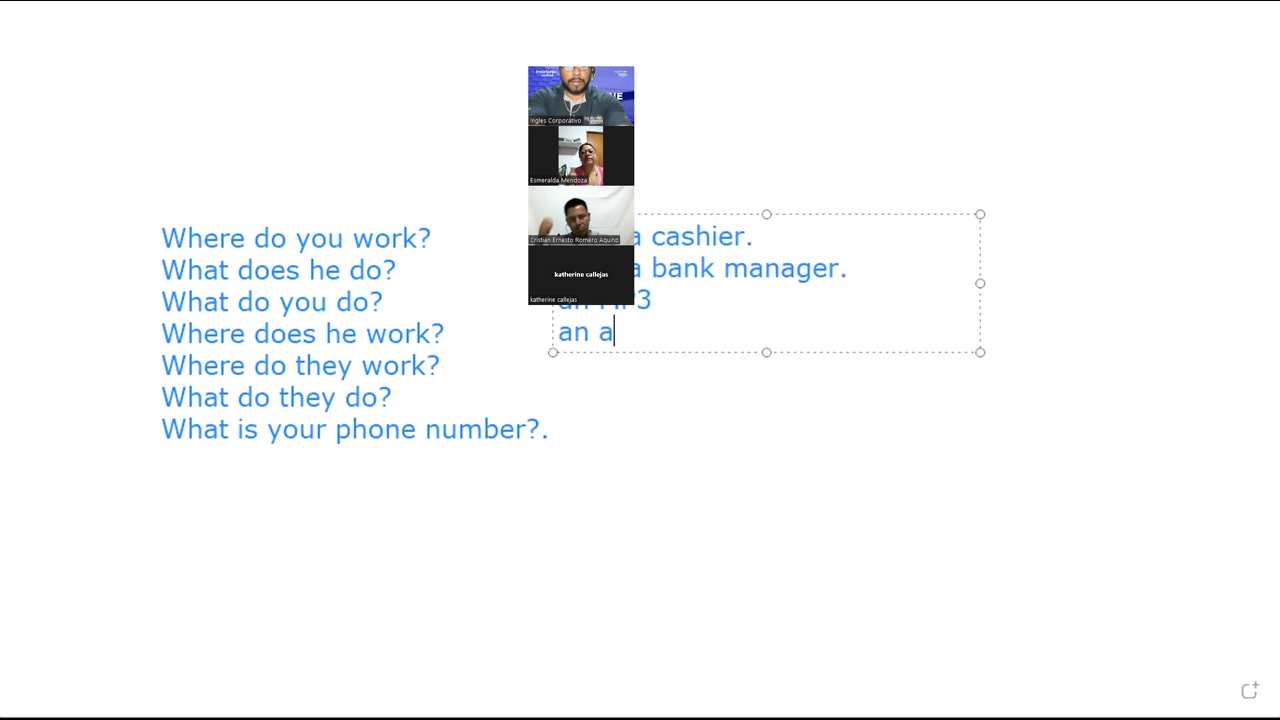 Ingles Corporativo
Esmeralda Mendoza
Cristian Ernesto Romero Aquino
katherine callejas
katherine callejas
Where do you work?
What does he do?
What do you do?
Where does he work?
Where do they work?
What do they do?
What is your phone number?.
a cashier.
a bank manager.
an MP3
an a